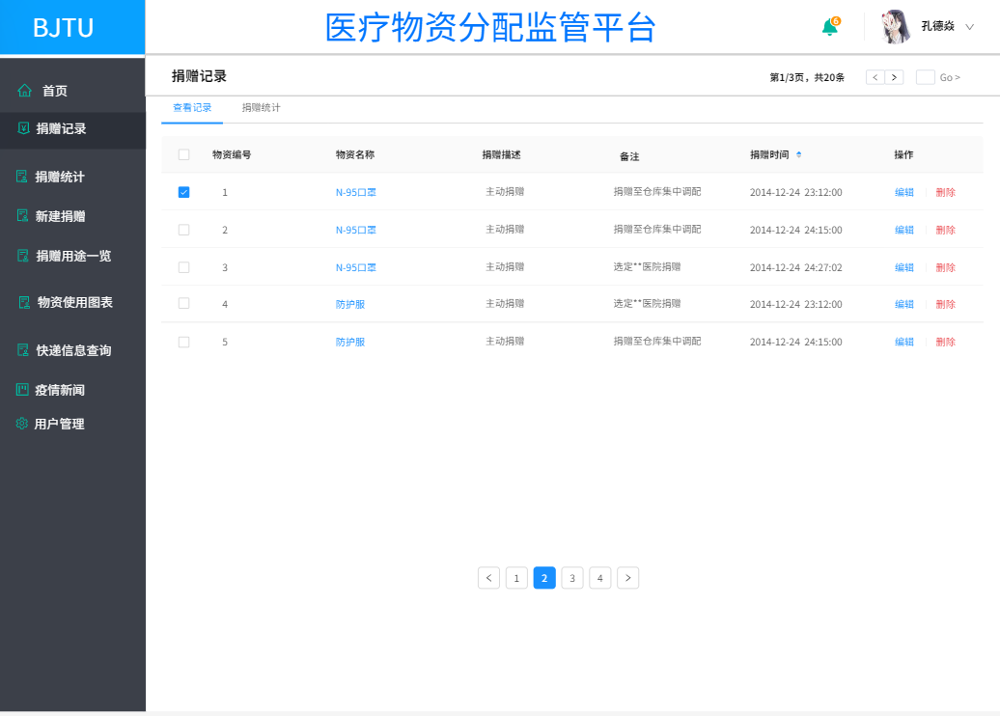 BJTU
医疗物资分配监管平台
6
孔德焱
首页
捐赠记录
捐赠统计
新建捐赠
捐赠用途一览
物资使用图表
快递信息查询
疫情新闻
用户管理
捐赠记录
第1/3页，共20条
< > Go >
查看记录 捐赠统计
物资编号 物资名称 捐赠描述 备注 捐赠时间 操作
1 N-95口罩 主动捐赠 捐赠至仓库集中调配 2014-12-24 23:12:00 编辑 删除
2 N-95口罩 主动捐赠 捐赠至仓库集中调配 2014-12-24 24:15:00 编辑 删除
3 N-95口罩 主动捐赠 选定**医院捐赠 2014-12-24 24:27:02 编辑 删除
4 防护服 主动捐赠 选定**医院捐赠 2014-12-24 23:12:00 编辑 删除
5 防护服 主动捐赠 捐赠至仓库集中调配 2014-12-24 24:15:00 编辑 删除
< 1 2 3 4 >